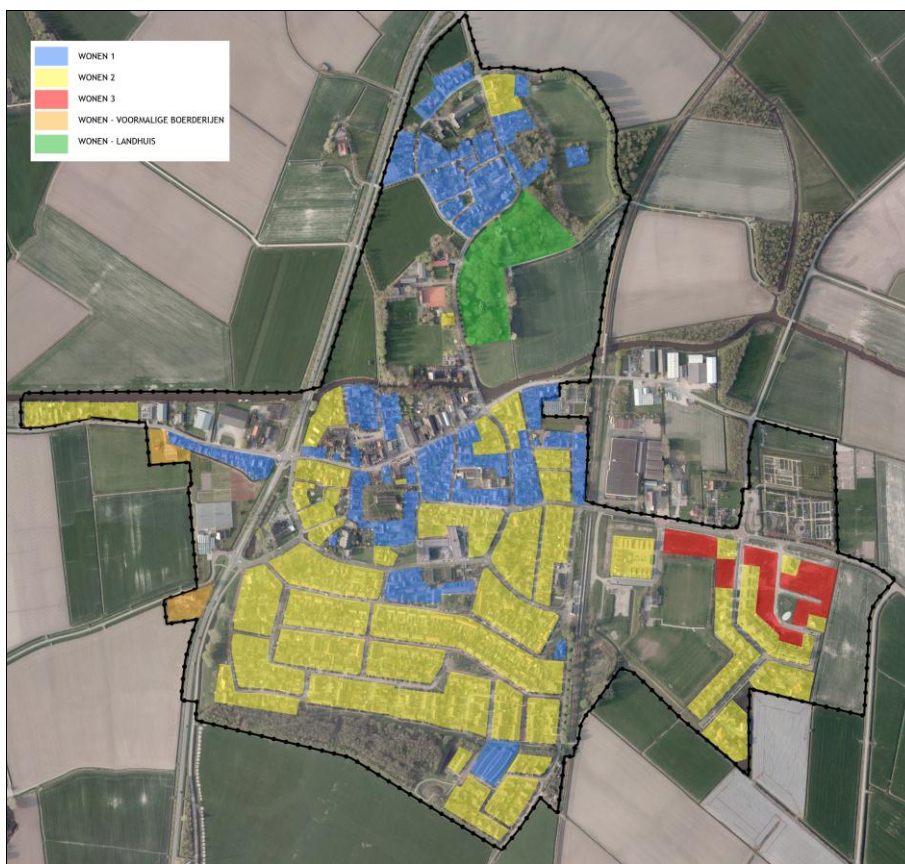 WONEN 1
WONEN 2
WONEN 3
WONEN - VOORMALIGE BOERDERIJEN
WONEN - LANDHUIS